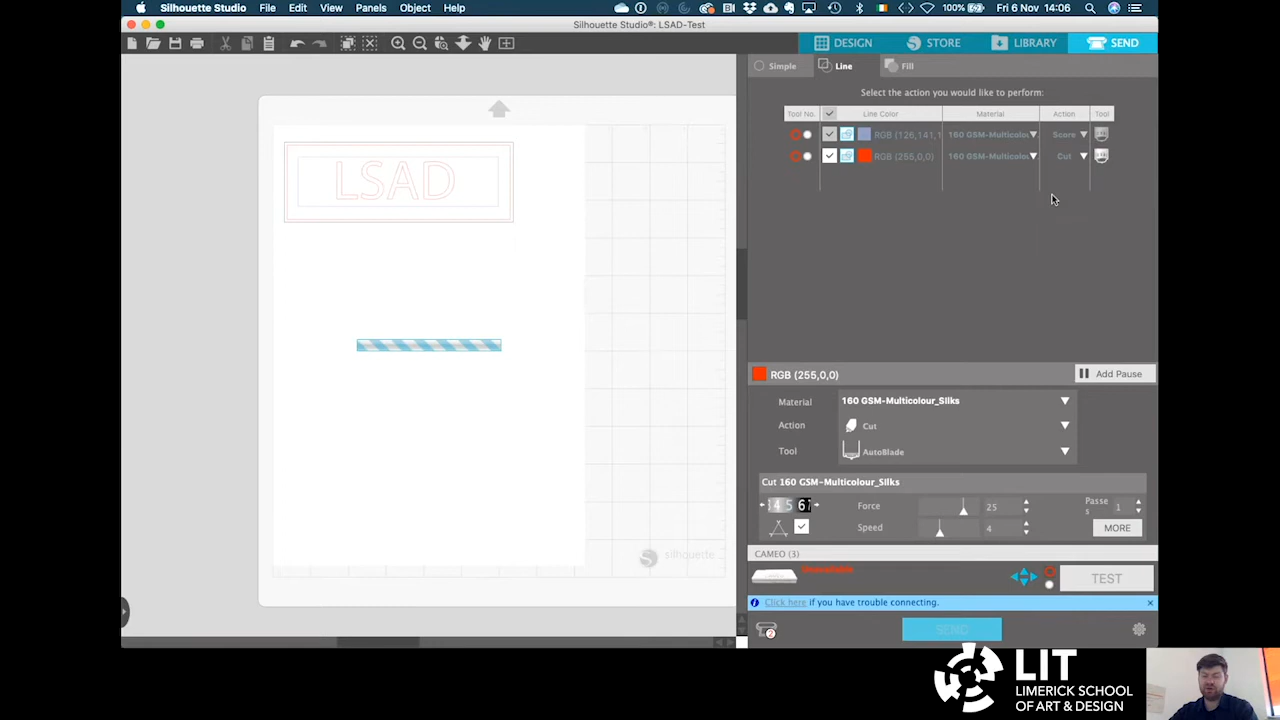 Silhouette Studio File Edit View Panels Object Help 100% Fri 6 Nov 14:06
Silhouette Studio®: LSAD-Test
DESIGN STORE LIBRARY SEND
Simple Line Fill
Select the action you would like to perform:
Tool No. Line Color Material Action Tool
RGB (126,141,1 160 GSM-Multicolou Score
RGB (255,0,0) 160 GSM-Multicolou Cut
LSAD
silhouette
RGB (255,0,0) Add Pause
Material 160 GSM-Multicolour_SIlks
Action Cut
Tool AutoBlade
Cut 160 GSM-Multicolour_SIlks
Force 25 Passe
s 1
Speed 4 MORE
CAMEO (3)
TEST
Click here if you have trouble connecting.
SEND
LIT
LIMERICK SCHOOL
OF ART & DESIGN